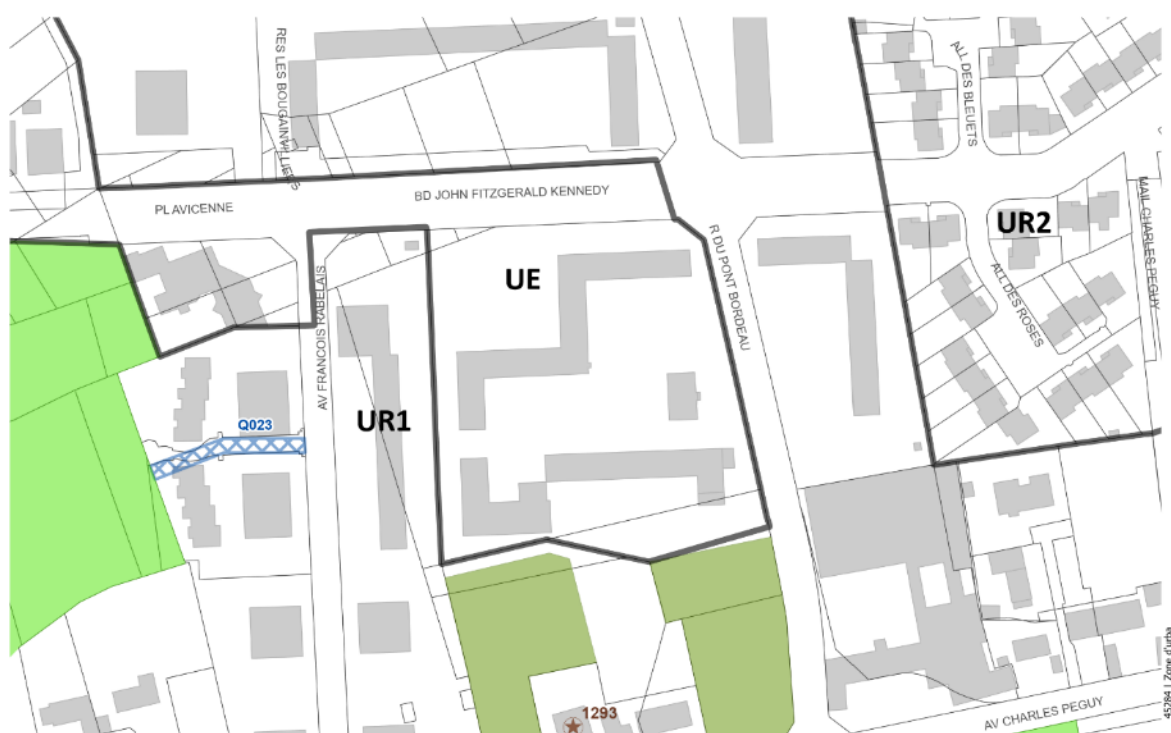 RES LES BOUGAINVILLIERS
ALL DES BLEUETS
BD JOHN FITZGERALD KENNEDY
PL AVICENNE
MAIL CHARLES PEGUY
UR2
R DU PONT BORDEAU
UE
AV FRANCOIS RABELAIS
ALL DES ROSES
UR1
Q023
1293
AV CHARLES PEGUY
45284 | Zone d'urba